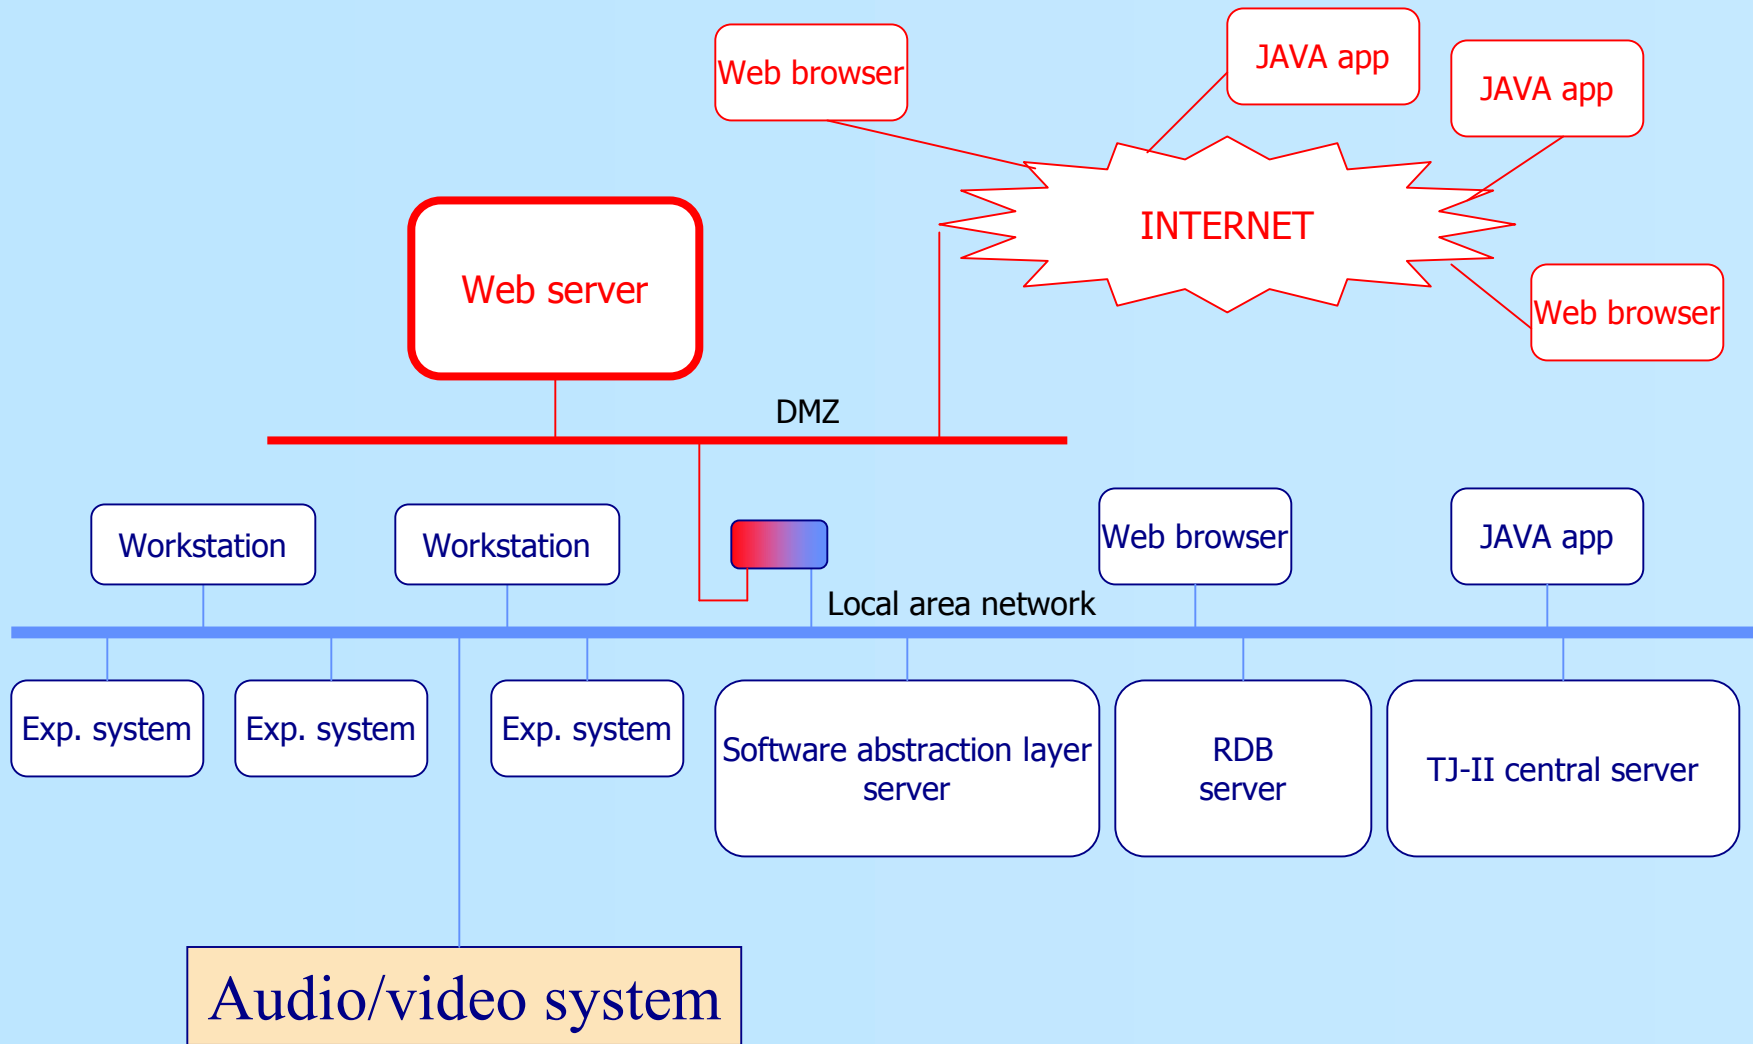 JAVA app
Web browser
JAVA app
INTERNET
Web server
Web browser
DMZ
Workstation
Workstation
Web browser
JAVA app
Local area network
Exp. system
Exp. system
Exp. system
Software abstraction layer
server
RDB
server
TJ-II central server
Audio/video system